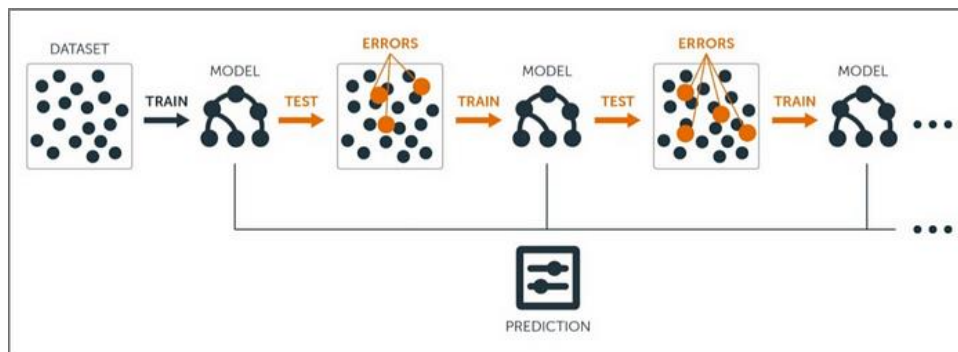 DATASET
TRAIN
MODEL
TEST
ERRORS
TRAIN
MODEL
TEST
ERRORS
TRAIN
MODEL
PREDICTION